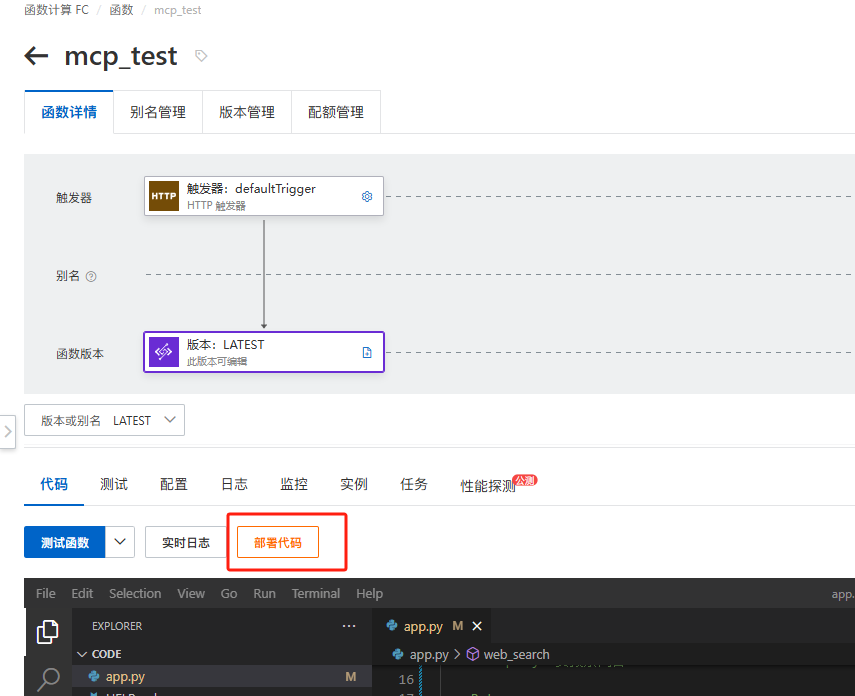 函数计算 FC / 函数 / mcp_test
mcp_test
函数详情 别名管理 版本管理 配额管理
触发器
HTTP
触发器: defaultTrigger
HTTP 触发器
别名
函数版本
版本: LATEST
此版本可编辑
版本或别名 LATEST
代码 测试 配置 日志 监控 实例 任务 性能探测 公测
测试函数 实时日志 部署代码
File Edit Selection View Go Run Terminal Help app.
EXPLORER ···
app.py M
CODE
app.py > web_search
app.py M
16